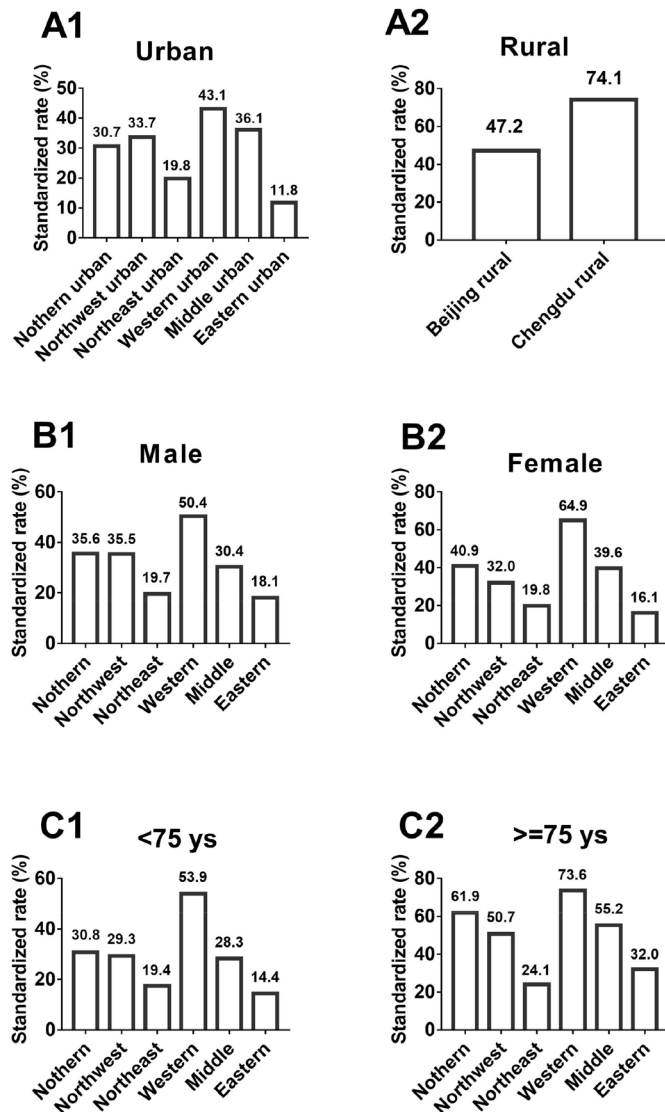 A1
Urban
Standardized rate (%)
50
40
30
20
10
0
30.7
33.7
19.8
43.1
36.1
11.8
Nothern urban
Northwest urban
Northeast urban
Western urban
Middle urban
Eastern urban
A2
Rural
Standardized rate (%)
80
60
40
20
0
47.2
74.1
Beijing rural
Chengdu rural
B1
Male
Standardized rate (%)
60
40
20
0
35.6
35.5
19.7
50.4
30.4
18.1
Nothern
Northwest
Northeast
Western
Middle
Eastern
B2
Female
Standardized rate (%)
80
60
40
20
0
40.9
32.0
19.8
64.9
39.6
16.1
Nothern
Northwest
Northeast
Western
Middle
Eastern
C1
<75 ys
Standardized rate (%)
60
40
20
0
30.8
29.3
19.4
53.9
28.3
14.4
Nothern
Northwest
Northeast
Western
Middle
Eastern
C2
>=75 ys
Standardized rate (%)
80
60
40
20
0
61.9
50.7
24.1
73.6
55.2
32.0
Nothern
Northwest
Northeast
Western
Middle
Eastern